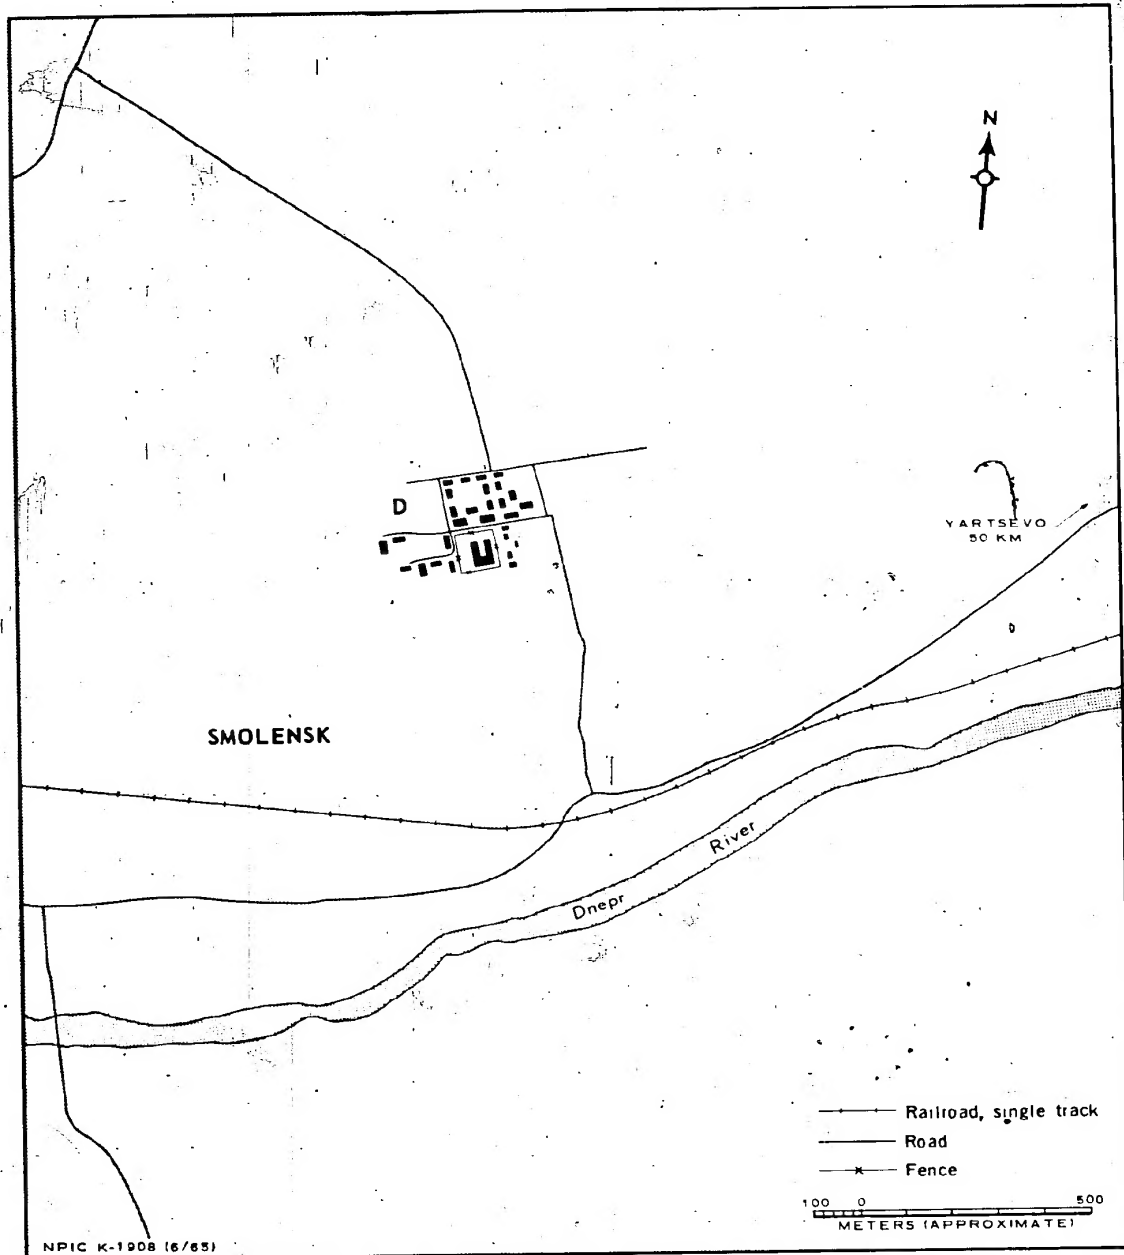 N
D
YARTSEVO
50 KM
SMOLENSK
River
Dnepr
Railroad, single track
Road
Fence
100 0 500
METERS (APPROXIMATE)
NPIC K-1908 (6/65)